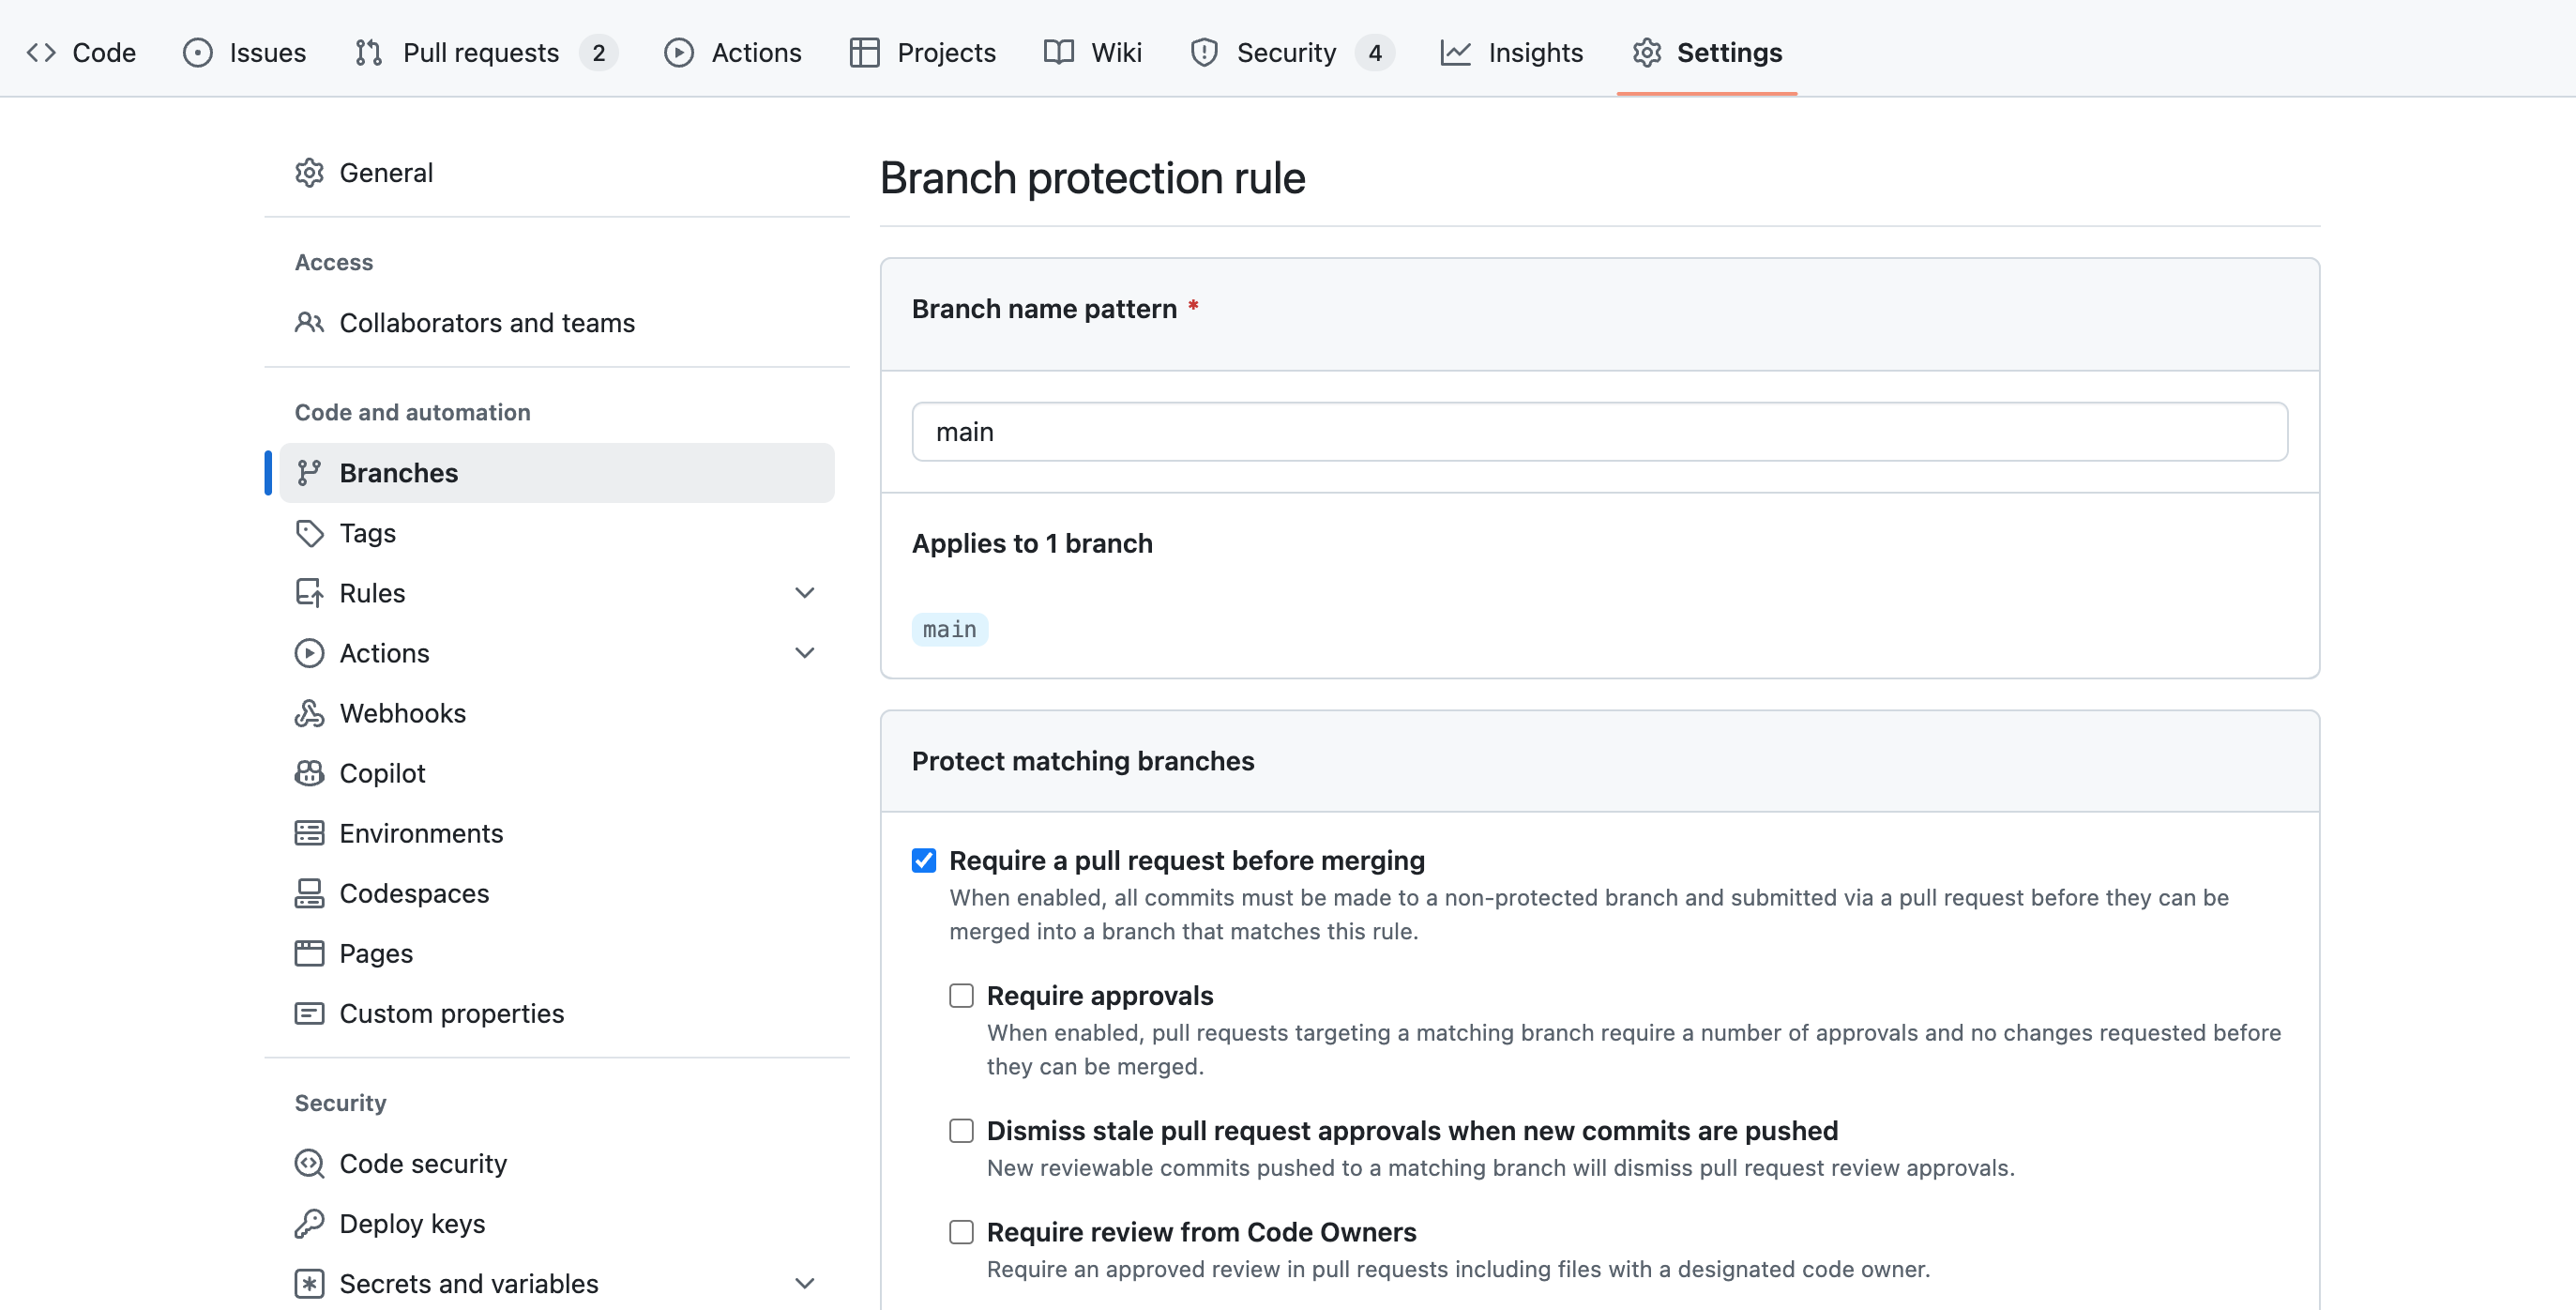 Code Issues Pull requests 2 Actions Projects Wiki Security 4 Insights Settings
General
Access
Collaborators and teams
Code and automation
Branches
Tags
Rules
Actions
Webhooks
Copilot
Environments
Codespaces
Pages
Custom properties
Security
Code security
Deploy keys
Secrets and variables
Branch protection rule
Branch name pattern *
main
Applies to 1 branch
main
Protect matching branches
Require a pull request before merging
When enabled, all commits must be made to a non-protected branch and submitted via a pull request before they can be
merged into a branch that matches this rule.
Require approvals
When enabled, pull requests targeting a matching branch require a number of approvals and no changes requested before
they can be merged.
Dismiss stale pull request approvals when new commits are pushed
New reviewable commits pushed to a matching branch will dismiss pull request review approvals.
Require review from Code Owners
Require an approved review in pull requests including files with a designated code owner.